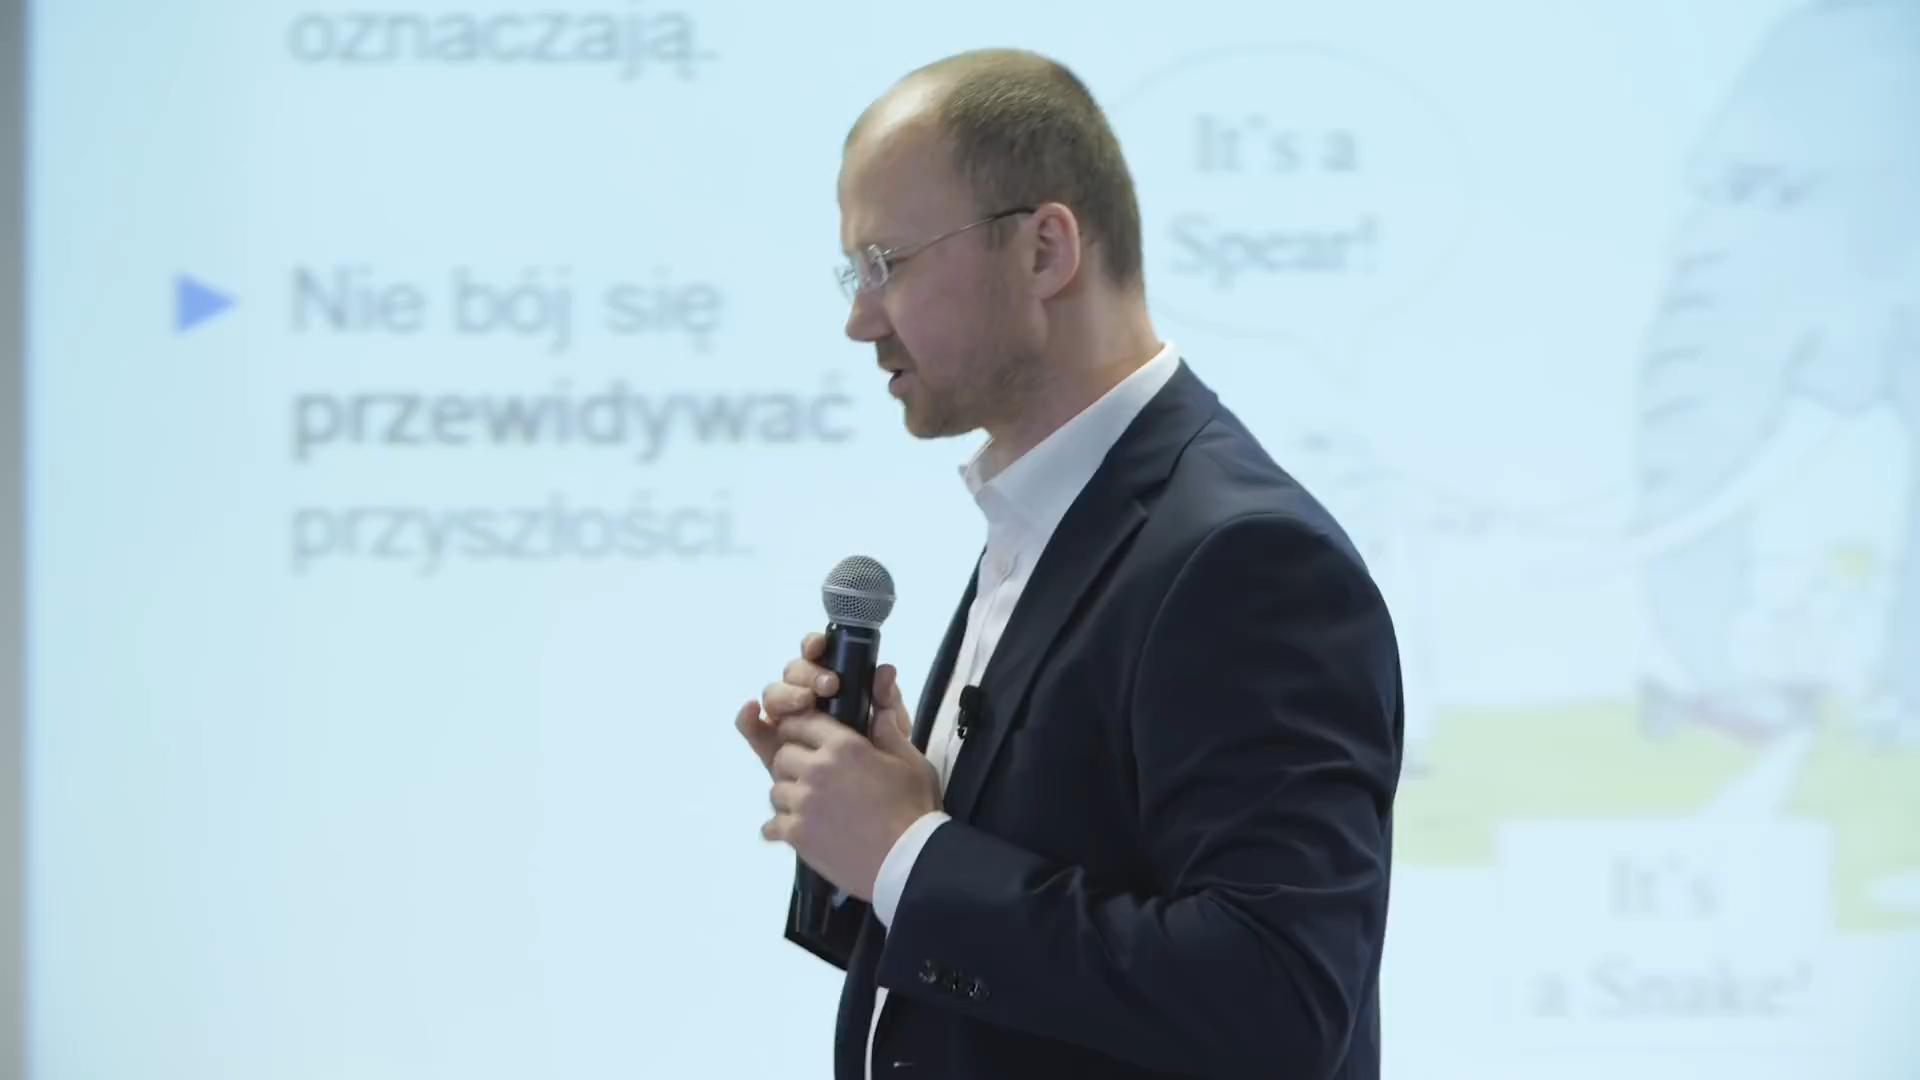 oznaczają.
Nie bój się
przewidywać
przyszłości.
It's a
Spear!
It's
a Snake!